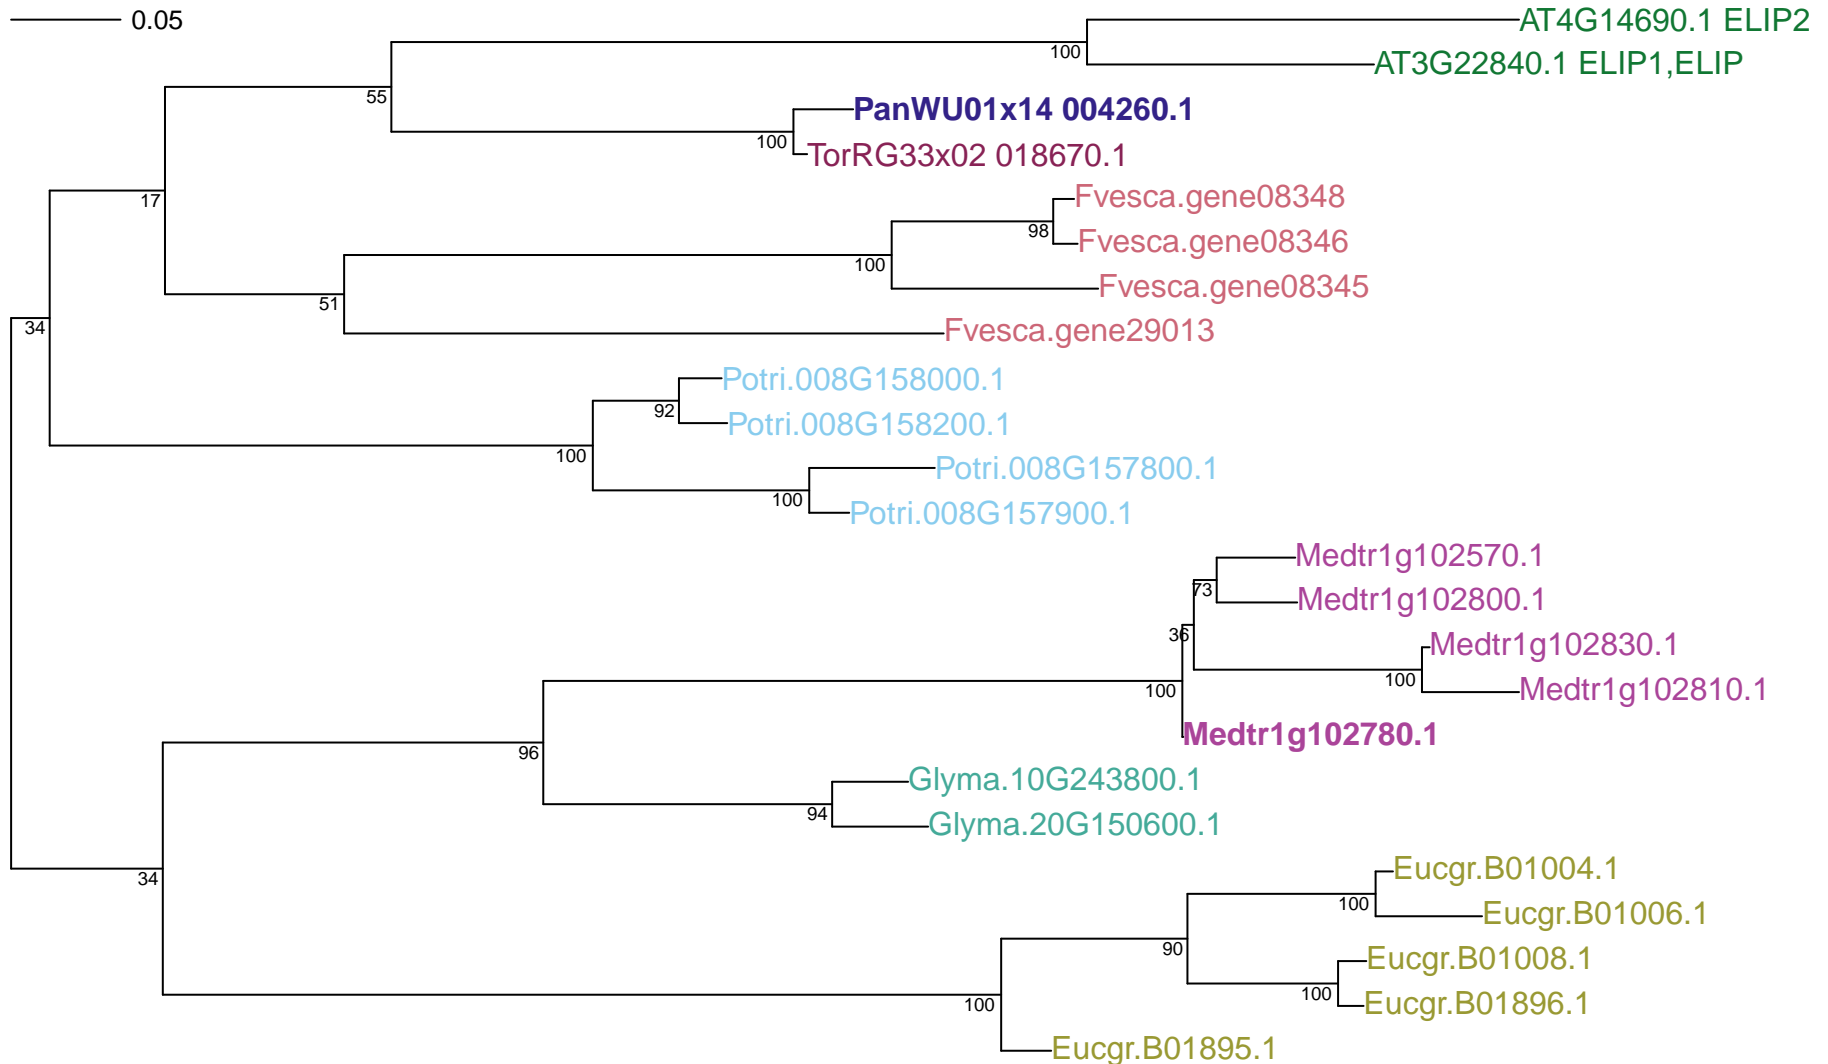 0.05
AT4G14690.1 ELIP2
100
AT3G22840.1 ELIP1,ELIP
55
PanWU01x14 004260.1
100
TorRG33x02 018670.1
17
Fvesca.gene08348
98
Fvesca.gene08346
100
Fvesca.gene08345
51
Fvesca.gene29013
34
Potri.008G158000.1
92
Potri.008G158200.1
100
Potri.008G157800.1
100
Potri.008G157900.1
Medtr1g102570.1
73
Medtr1g102800.1
36
Medtr1g102830.1
100
Medtr1g102810.1
100
Medtr1g102780.1
96
Glyma.10G243800.1
94
Glyma.20G150600.1
34
Eucgr.B01004.1
100
Eucgr.B01006.1
90
Eucgr.B01008.1
100
Eucgr.B01896.1
100
Eucgr.B01895.1